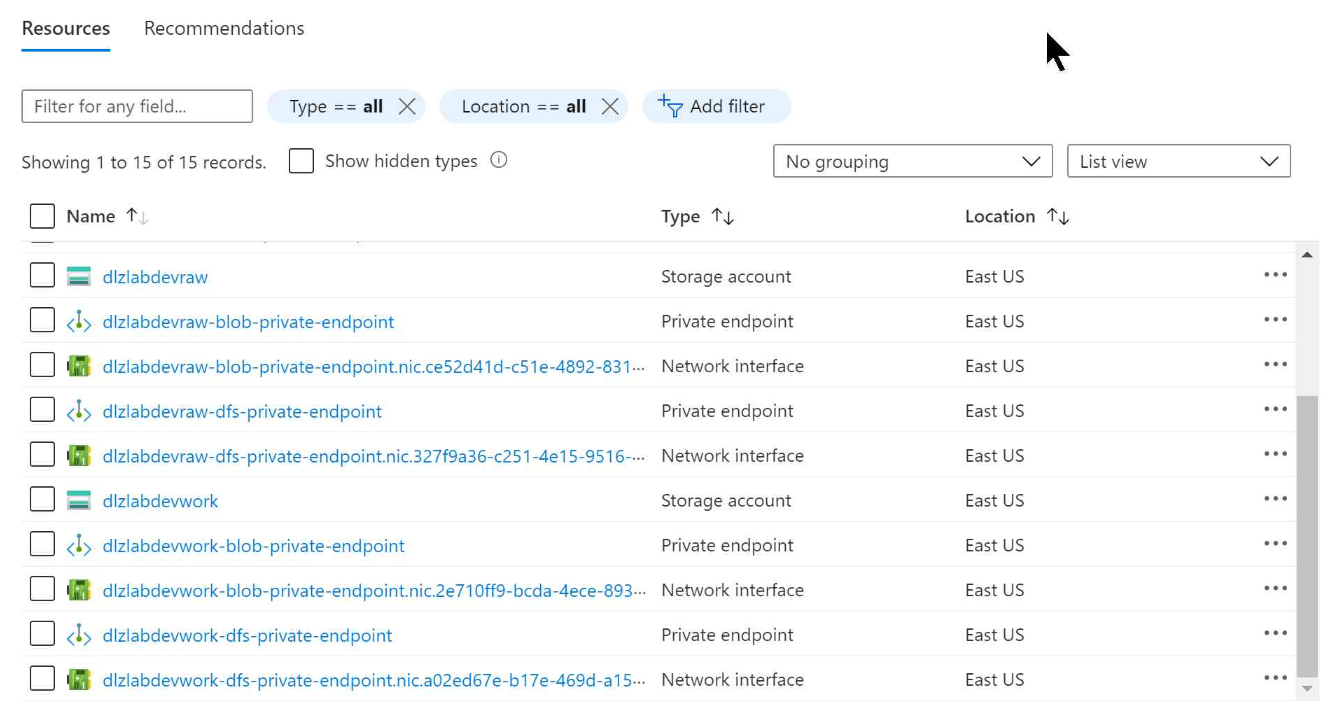 Resources Recommendations
Filter for any field... Type == all Location == all Add filter
Showing 1 to 15 of 15 records. Show hidden types No grouping List view
Name Type Location
dlzlabdevraw Storage account East US
dlzlabdevraw-blob-private-endpoint Private endpoint East US
dlzlabdevraw-blob-private-endpoint.nic.ce52d41d-c51e-4892-831... Network interface East US
dlzlabdevraw-dfs-private-endpoint Private endpoint East US
dlzlabdevraw-dfs-private-endpoint.nic.327f9a36-c251-4e15-9516-... Network interface East US
dlzlabdevwork Storage account East US
dlzlabdevwork-blob-private-endpoint Private endpoint East US
dlzlabdevwork-blob-private-endpoint.nic.2e710ff9-bcda-4ece-893... Network interface East US
dlzlabdevwork-dfs-private-endpoint Private endpoint East US
dlzlabdevwork-dfs-private-endpoint.nic.a02ed67e-b17e-469d-a15... Network interface East US